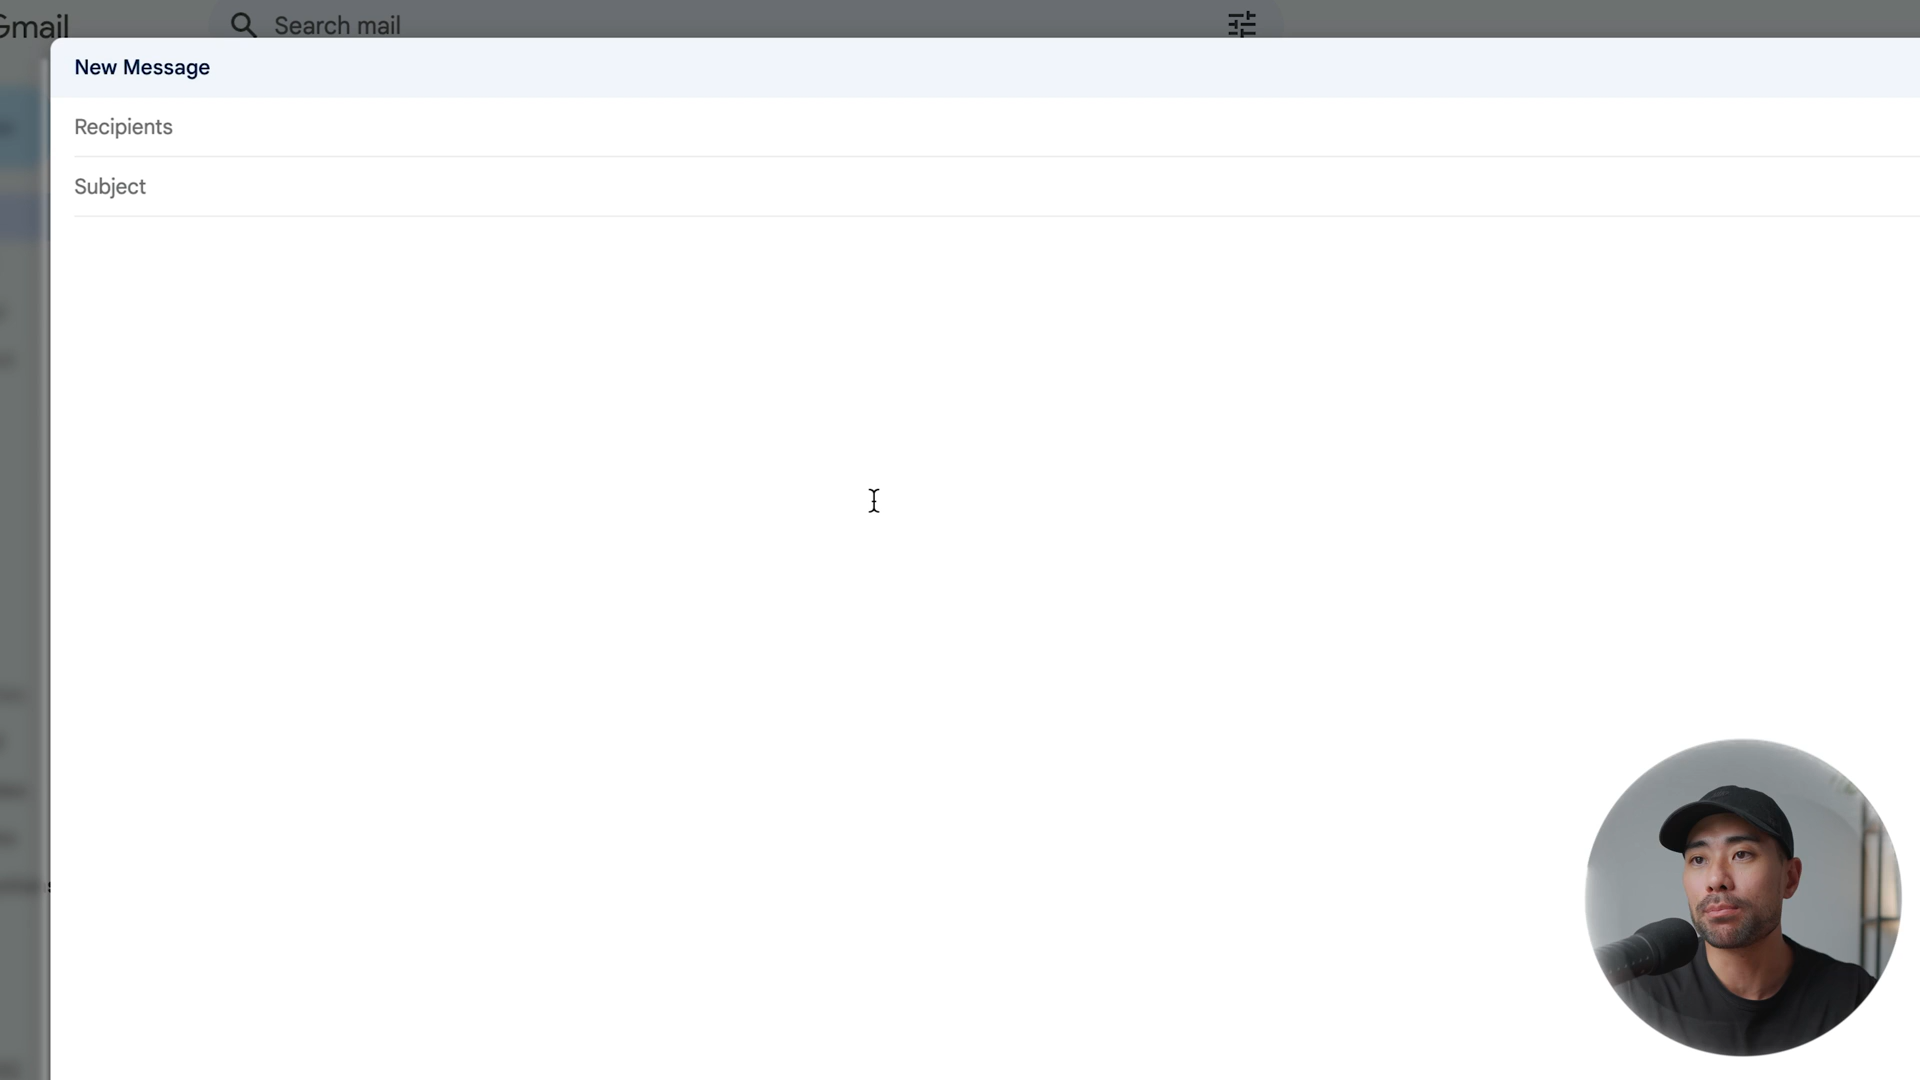 Gmail
Search mail
New Message
Recipients
Subject